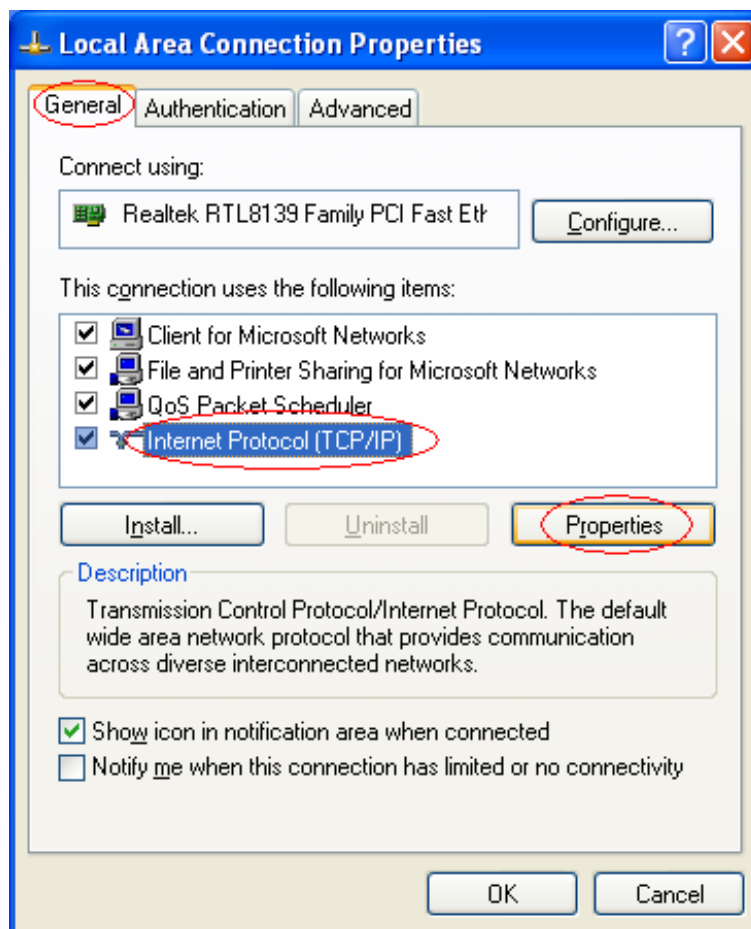 Local Area Connection Properties
General Authentication Advanced
Connect using:
Realtek RTL8139 Family PCI Fast Eth
Configure...
This connection uses the following items:
Client for Microsoft Networks
File and Printer Sharing for Microsoft Networks
QoS Packet Scheduler
Internet Protocol (TCP/IP)
Install... Uninstall Properties
Description
Transmission Control Protocol/Internet Protocol. The default
wide area network protocol that provides communication
across diverse interconnected networks.
Show icon in notification area when connected
Notify me when this connection has limited or no connectivity
OK Cancel